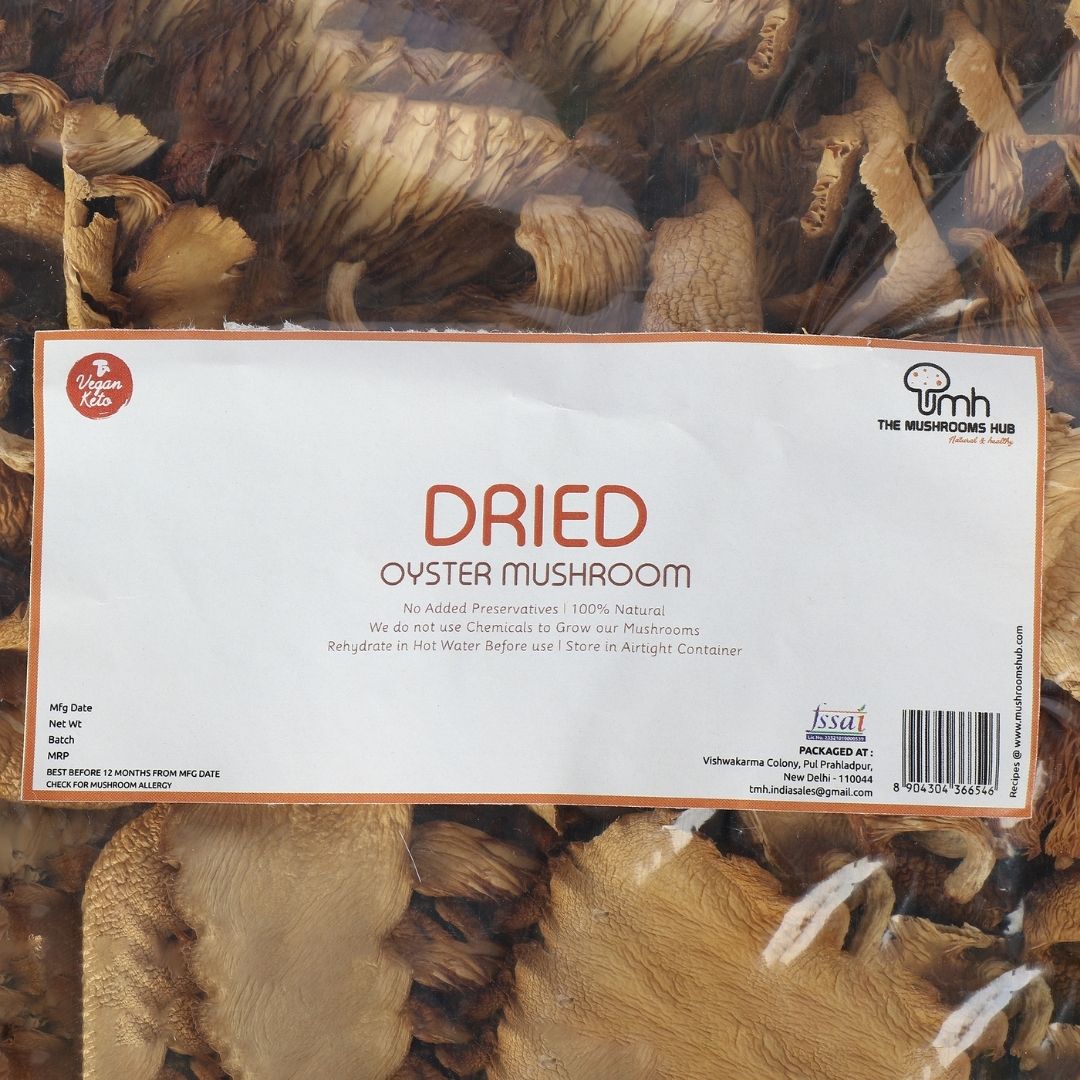 Vegan
Keto
tmh
THE MUSHROOMS HUB
Natural & healthy
DRIED
OYSTER MUSHROOM
No Added Preservatives | 100% Natural
We do not use Chemicals to Grow our Mushrooms
Rehydrate in Hot Water Before use | Store in Airtight Container
Mfg Date
Net Wt
Batch
MRP
BEST BEFORE 12 MONTHS FROM MFG DATE
CHECK FOR MUSHROOM ALLERGY
fssai
PACKAGED AT :
Vishwakarma Colony, Pul Prahladpur,
New Delhi - 110044
tmh.indiasales@gmail.com
8 904304 366546
Recipes @ www.mushroomshub.com